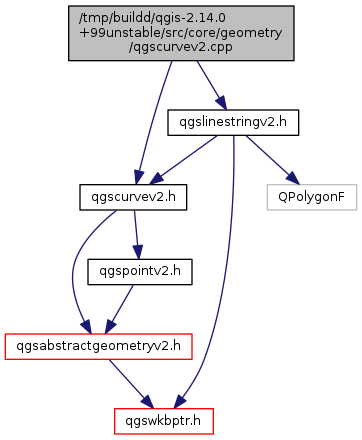 /tmp/buildd/qgis-2.14.0
+99unstable/src/core/geometry
/qgscurvev2.cpp
qgslinestringv2.h
qgscurvev2.h
QPolygonF
qgspointv2.h
qgsabstractgeometryv2.h
qgswkbptr.h